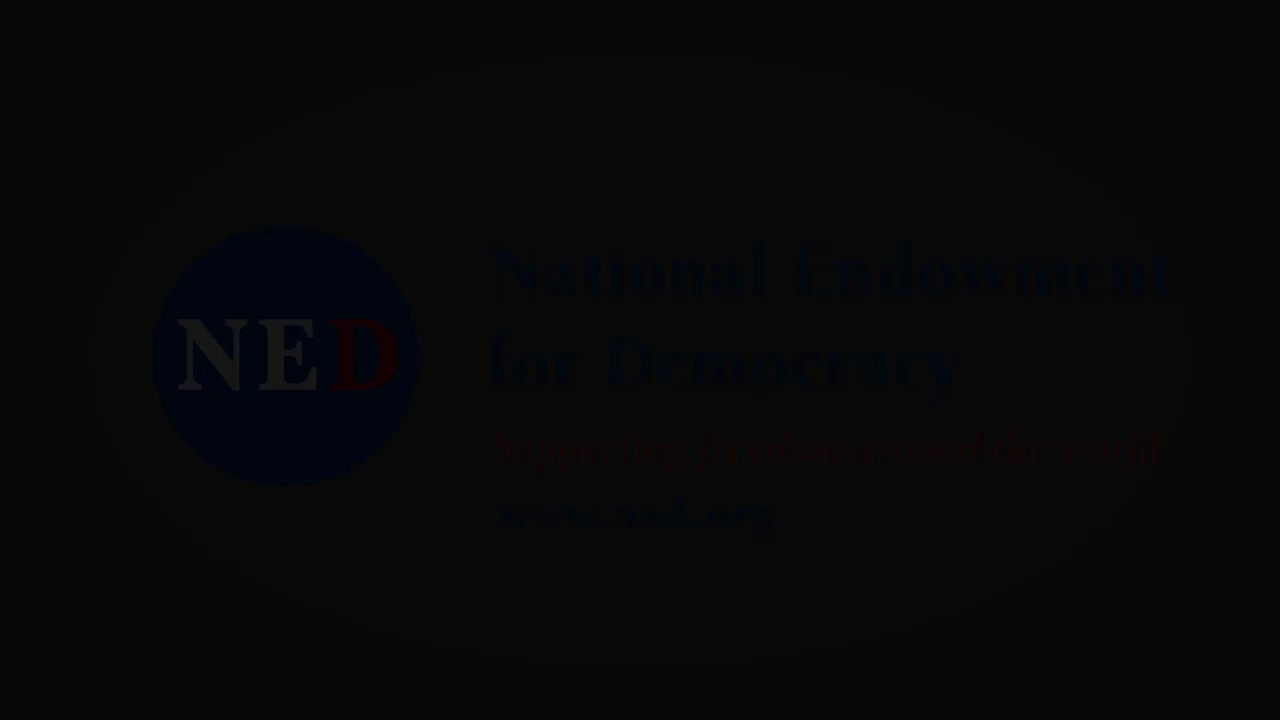 NED
National Endowment
for Democracy
Supporting freedom around the world
www.ned.org